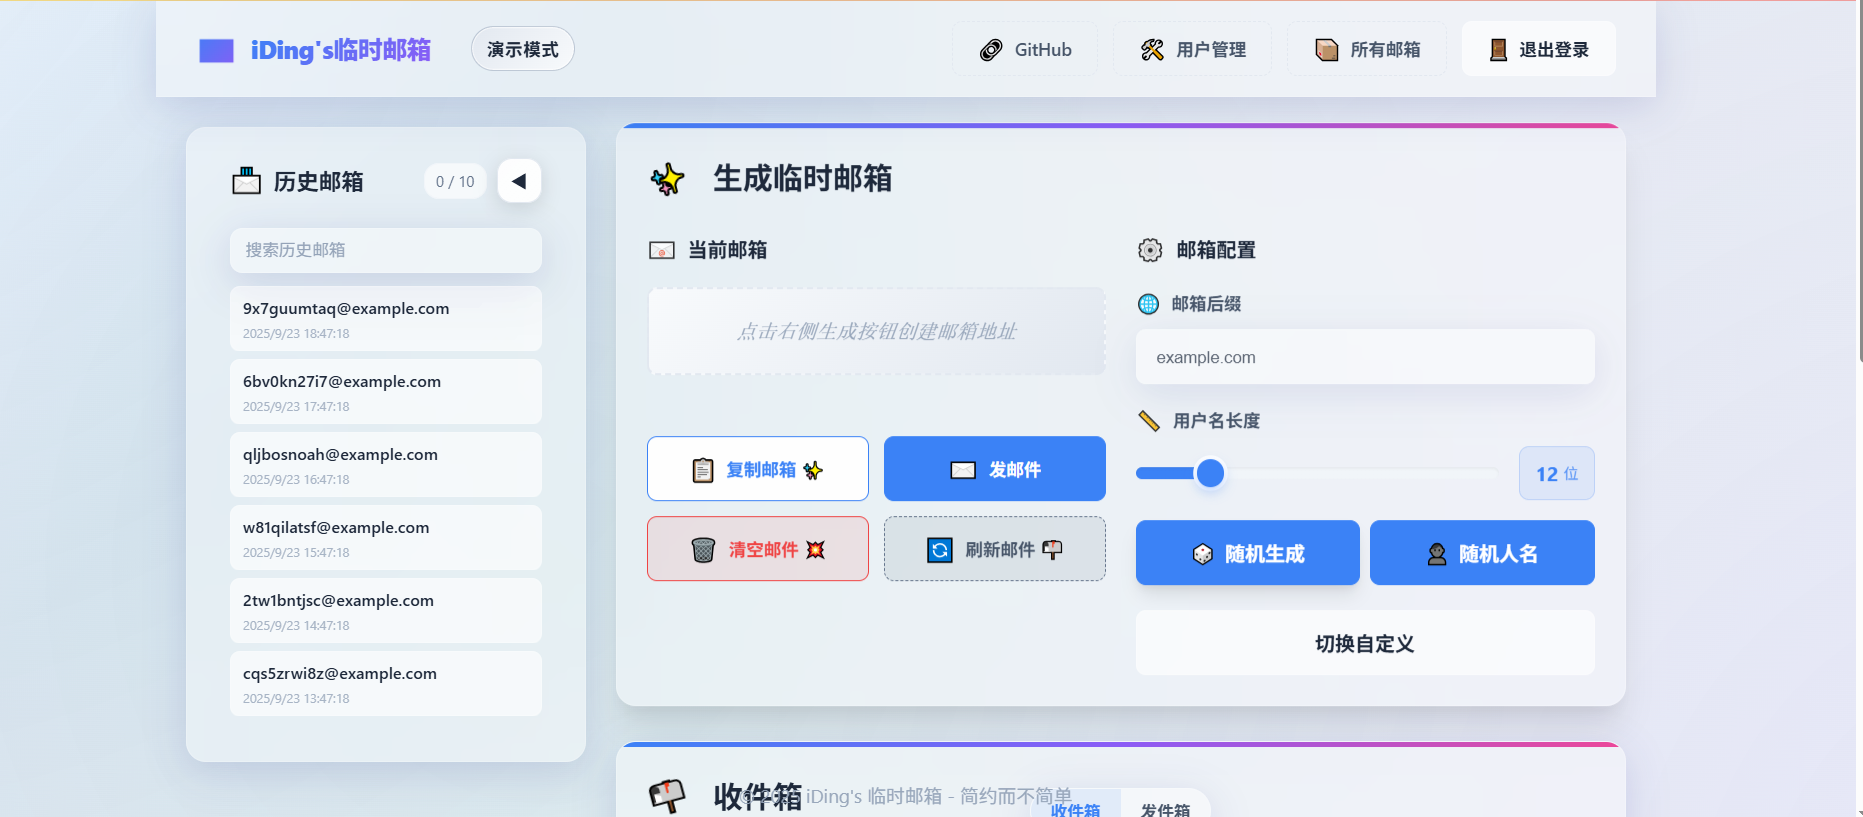 iDing's临时邮箱
演示模式
GitHub
用户管理
所有邮箱
退出登录
历史邮箱
0 / 10
搜索历史邮箱
9x7guumtaq@example.com
2025/9/23 18:47:18
6bv0kn27i7@example.com
2025/9/23 17:47:18
qljbosnoah@example.com
2025/9/23 16:47:18
w81qilatsf@example.com
2025/9/23 15:47:18
2tw1bntjsc@example.com
2025/9/23 14:47:18
cqs5zrwi8z@example.com
2025/9/23 13:47:18
生成临时邮箱
当前邮箱
点击右侧生成按钮创建邮箱地址
复制邮箱
发邮件
清空邮件
刷新邮件
邮箱配置
邮箱后缀
example.com
用户名长度
12 位
随机生成
随机人名
切换自定义
收件箱
iDing's 临时邮箱 - 简约而不简单
收件箱
发件箱